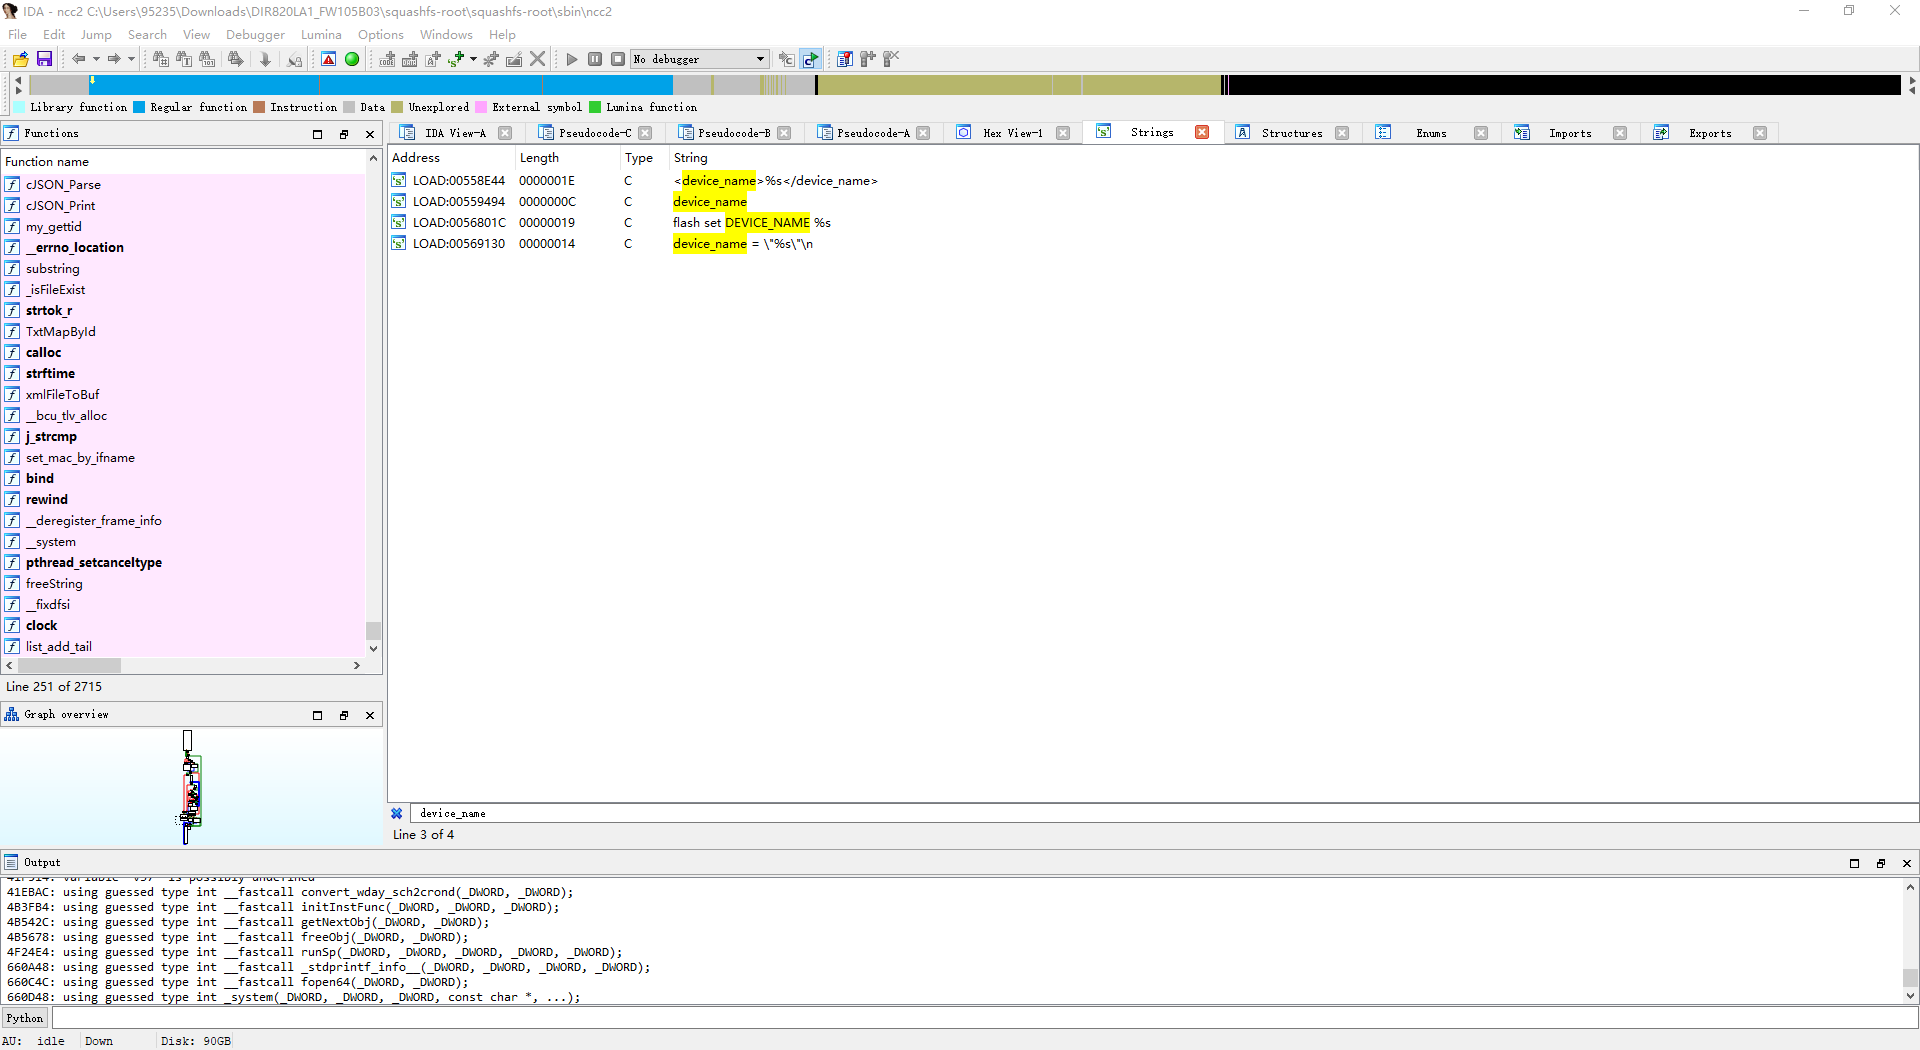 IDA - ncc2 C:\Users\95235\Downloads\DIR820LA1_FW105B03\squashfs-root\squashfs-root\sbin\ncc2
File Edit Jump Search View Debugger Lumina Options Windows Help
No debugger
Library function Regular function Instruction Data Unexplored External symbol Lumina function
Functions
Function name
cJSON_Parse
cJSON_Print
my_gettid
__errno_location
substring
_isFileExist
strtok_r
TxtMapById
calloc
strftime
xmlFileToBuf
__bcu_tlv_alloc
j_strcmp
set_mac_by_ifname
bind
rewind
__deregister_frame_info
__system
pthread_setcanceltype
freeString
__fixdfsi
clock
list_add_tail
Line 251 of 2715
Graph overview
IDA View-A Pseudocode-C Pseudocode-B Pseudocode-A Hex View-1 Strings Structures Enums Imports Exports
Address Length Type String
LOAD:00558E44 0000001E C <device_name>%s</device_name>
LOAD:00559494 0000000C C device_name
LOAD:0056801C 00000019 C flash set DEVICE_NAME %s
LOAD:00569130 00000014 C device_name = \"%s\"\n
device_name
Line 3 of 4
Output
41EBAC: using guessed type int __fastcall convert_wday_sch2crond(_DWORD, _DWORD);
4B3FB4: using guessed type int __fastcall initInstFunc(_DWORD, _DWORD, _DWORD);
4B542C: using guessed type int __fastcall getNextObj(_DWORD, _DWORD);
4B5678: using guessed type int __fastcall freeObj(_DWORD, _DWORD);
4F24E4: using guessed type int __fastcall runSp(_DWORD, _DWORD, _DWORD, _DWORD, _DWORD);
660A48: using guessed type int __fastcall _stdprintf_info__(_DWORD, _DWORD, _DWORD, _DWORD);
660C4C: using guessed type int __fastcall fopen64(_DWORD, _DWORD);
660D48: using guessed type int _system(_DWORD, _DWORD, _DWORD, const char *, ...);
Python
AU: idle Down Disk: 90GB